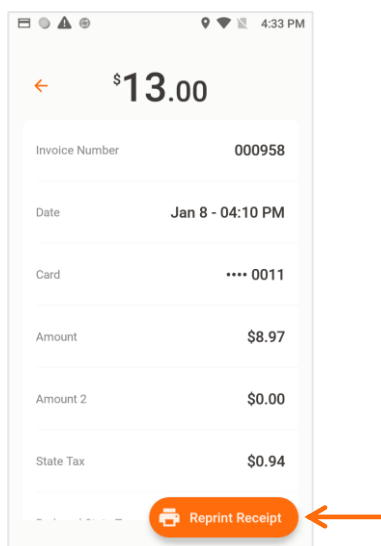 4:33 PM
$13.00
Invoice Number 000958
Date Jan 8 - 04:10 PM
Card •••• 0011
Amount $8.97
Amount 2 $0.00
State Tax $0.94
Reprint Receipt